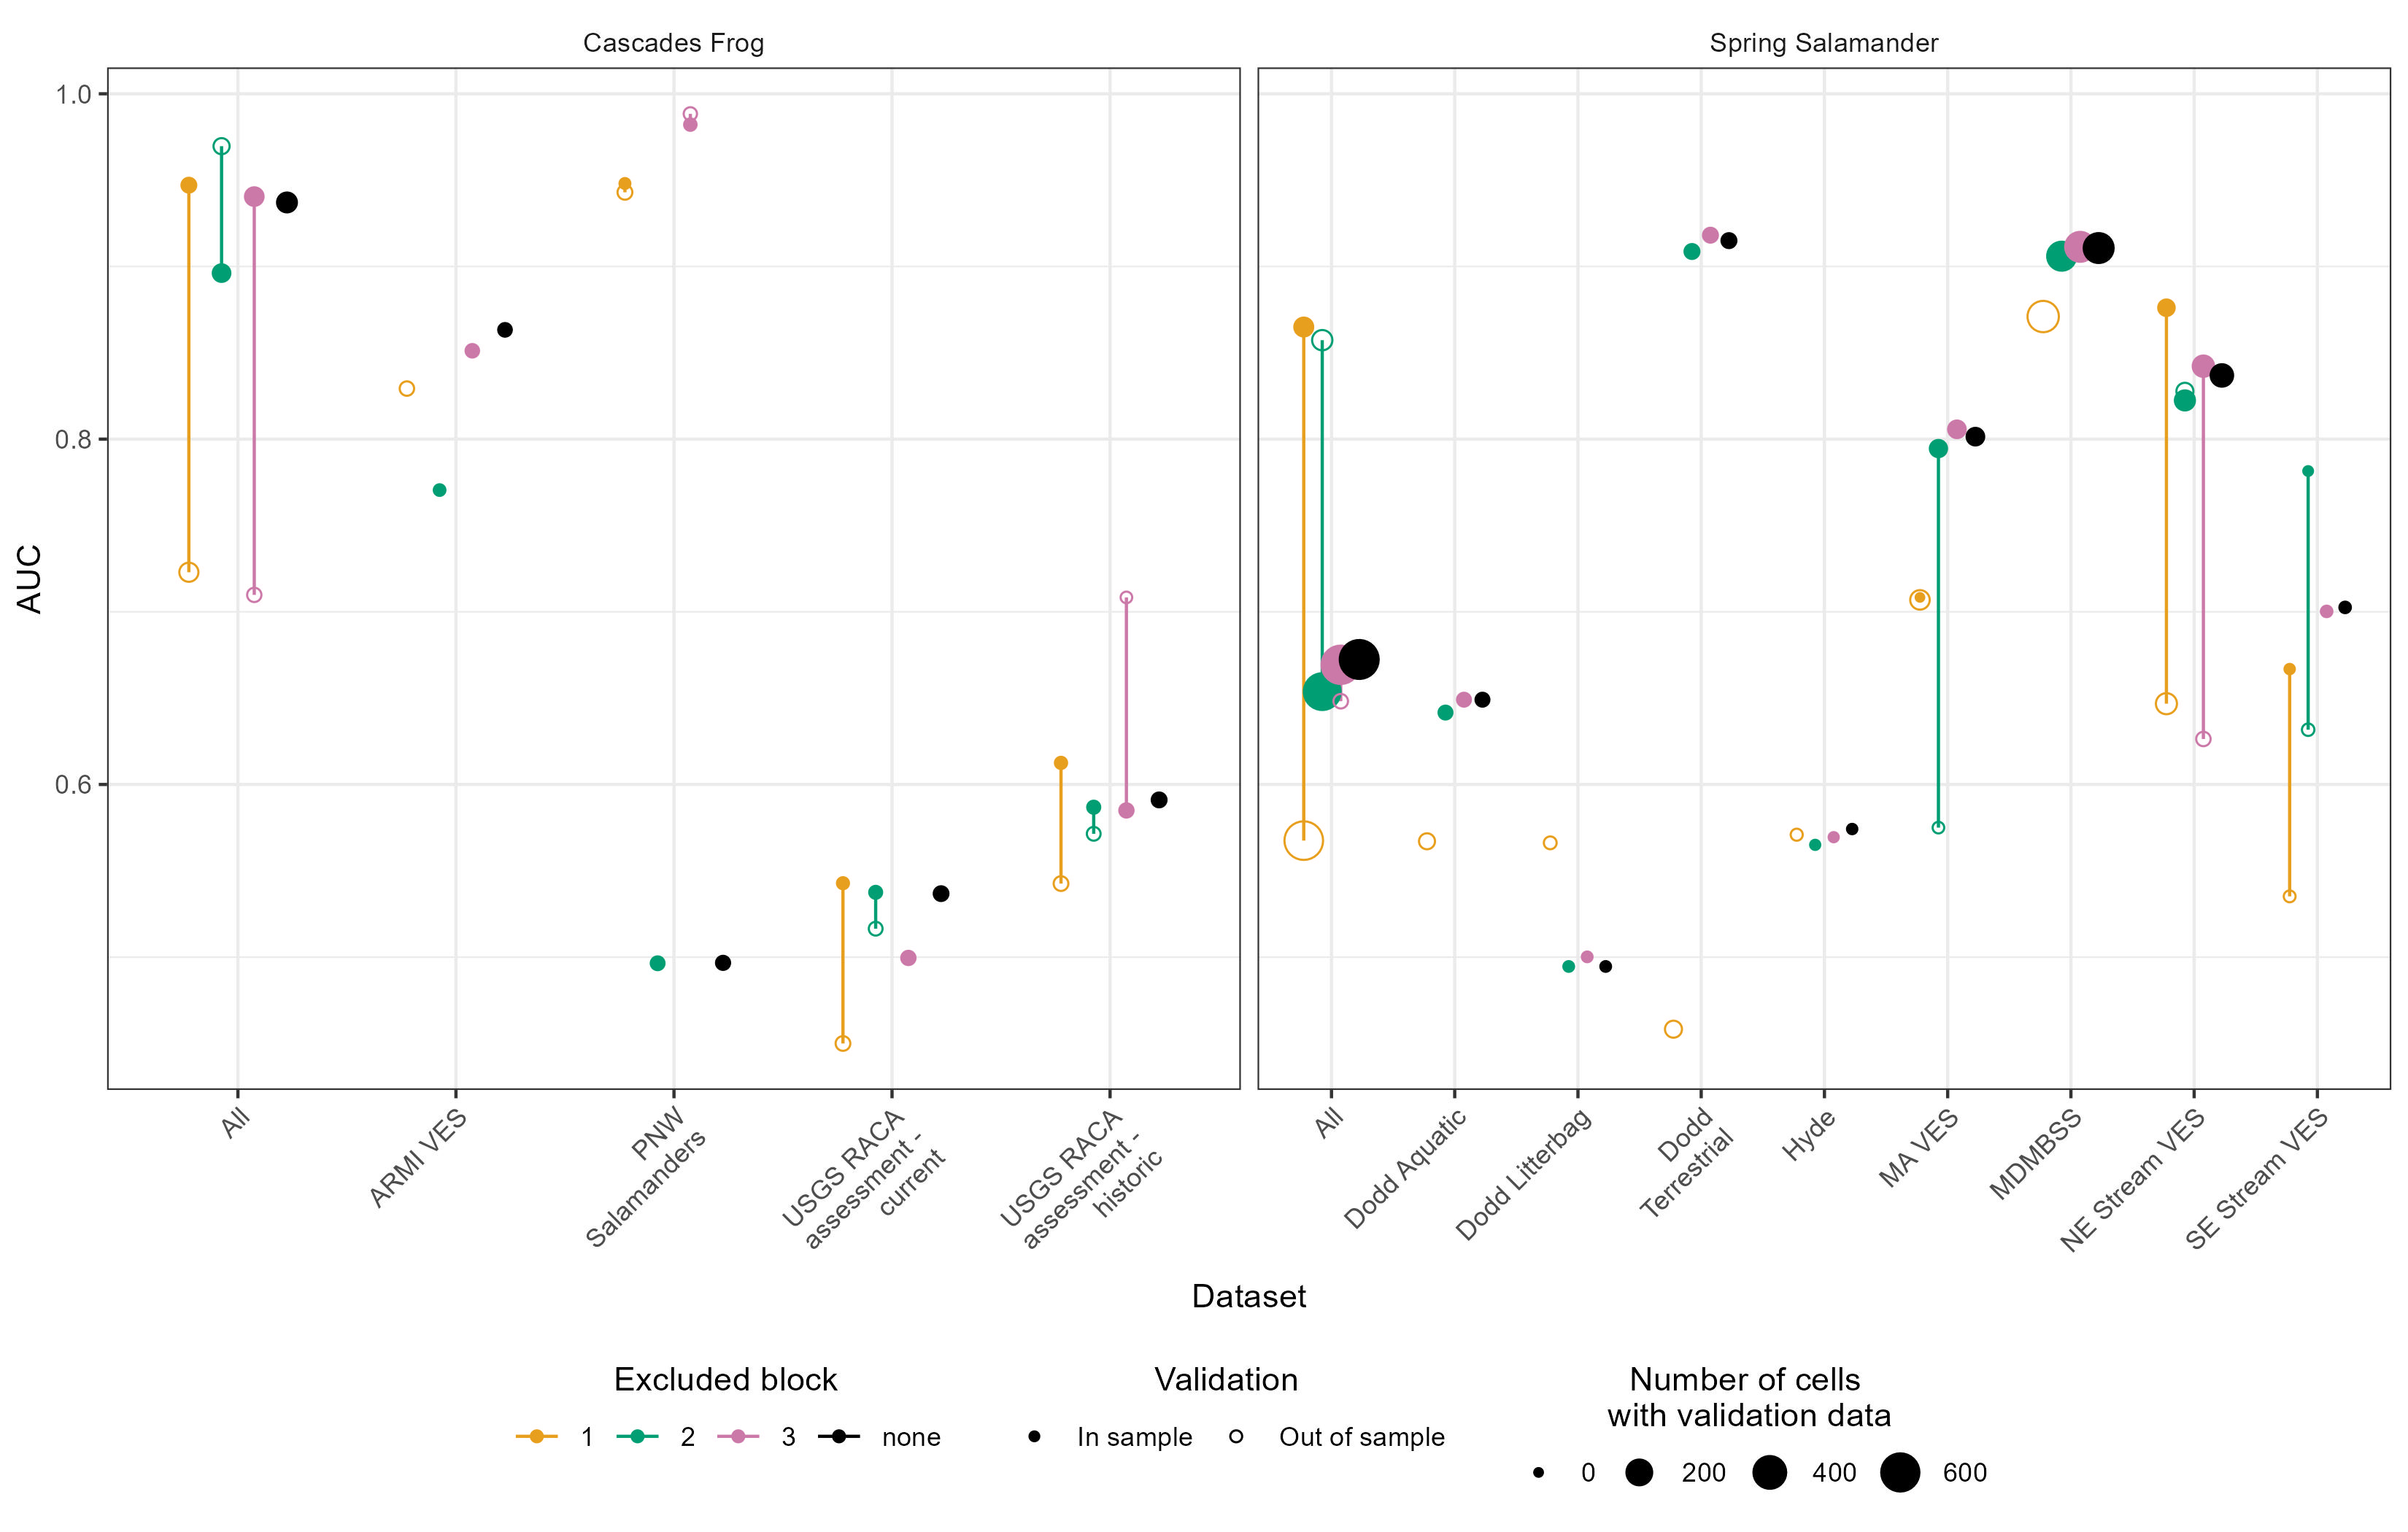 Cascades Frog
Spring Salamander
1.0
0.8
0.6
AUC
All
ARMI VES
PNW
Salamanders
USGS RACA
assessment -
current
USGS RACA
assessment -
historic
All
Dodd Aquatic
Dodd Litterbag
Dodd
Terrestrial
Hyde
MA VES
MDMBSS
NE Stream VES
SE Stream VES
Dataset
Excluded block
1 2 3 none
Validation
In sample Out of sample
Number of cells
with validation data
0 200 400 600